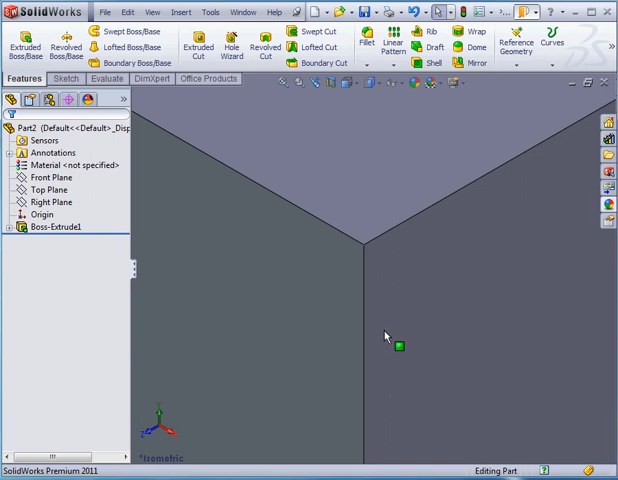 SolidWorks File Edit View Insert Tools Window Help
Extruded Boss/Base
Revolved Boss/Base
Swept Boss/Base
Lofted Boss/Base
Boundary Boss/Base
Extruded Cut
Hole Wizard
Revolved Cut
Swept Cut
Lofted Cut
Boundary Cut
Fillet
Linear Pattern
Rib
Draft
Shell
Wrap
Dome
Mirror
Reference Geometry
Curves
Features Sketch Evaluate DimXpert Office Products
Part2 (Default<<Default>_Disp
Sensors
Annotations
Material <not specified>
Front Plane
Top Plane
Right Plane
Origin
Boss-Extrude1
Y
Z
X
*Isometric
SolidWorks Premium 2011 Editing Part